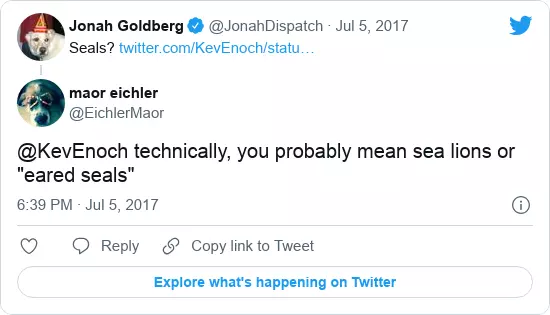 Jonah Goldberg @JonahDispatch · Jul 5, 2017
Seals? twitter.com/KevEnoch/statu…
maor eichler
@EichlerMaor
@KevEnoch technically, you probably mean sea lions or
"eared seals"
6:39 PM · Jul 5, 2017
Reply Copy link to Tweet
Explore what's happening on Twitter